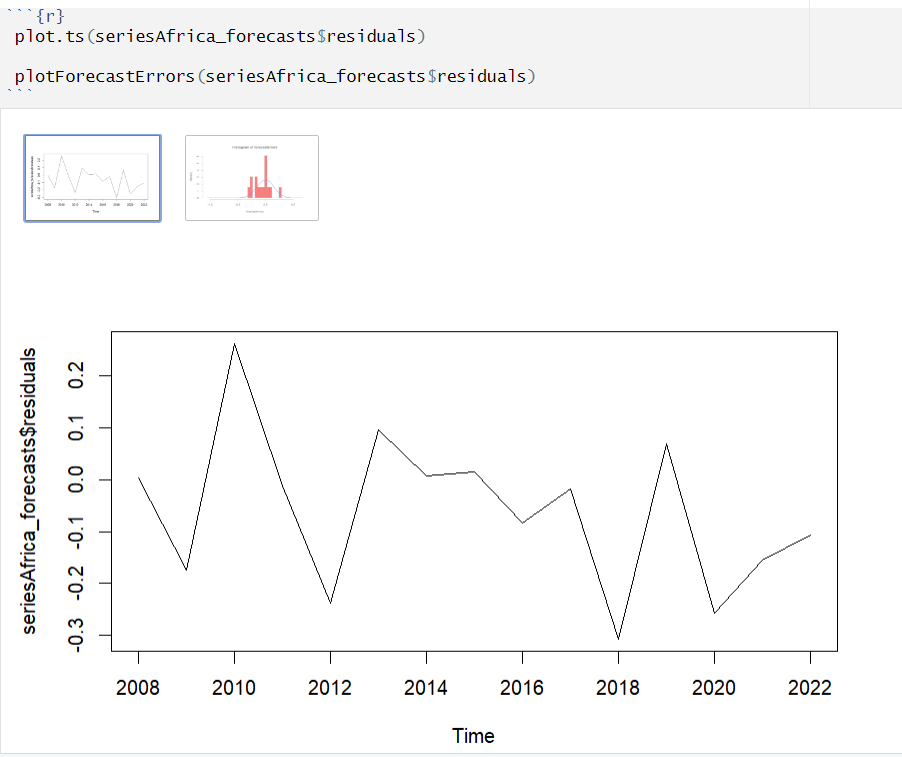 ```{r}
plot.ts(seriesAfrica_forecasts$residuals)
plotForecastErrors(seriesAfrica_forecasts$residuals)
```
seriesAfrica_forecasts$residuals
0.2
0.1
0.0
-0.1
-0.2
-0.3
2008 2010 2012 2014 2016 2018 2020 2022
Time